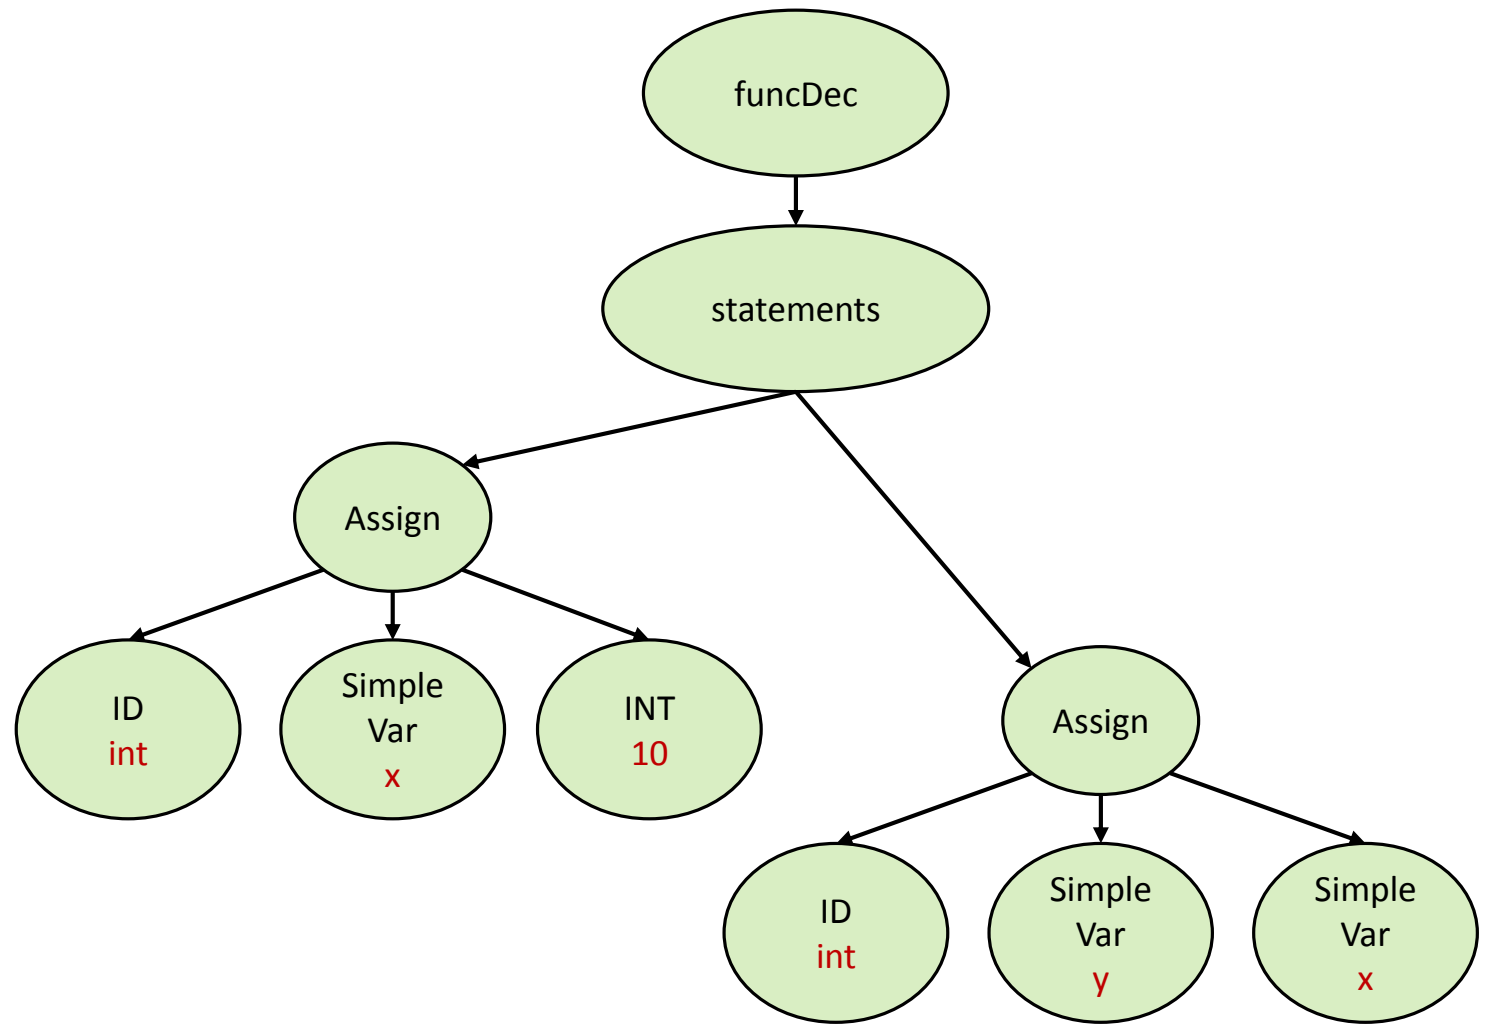 funcDec
statements
Assign
ID
int
Simple
Var
x
INT
10
Assign
ID
int
Simple
Var
y
Simple
Var
x